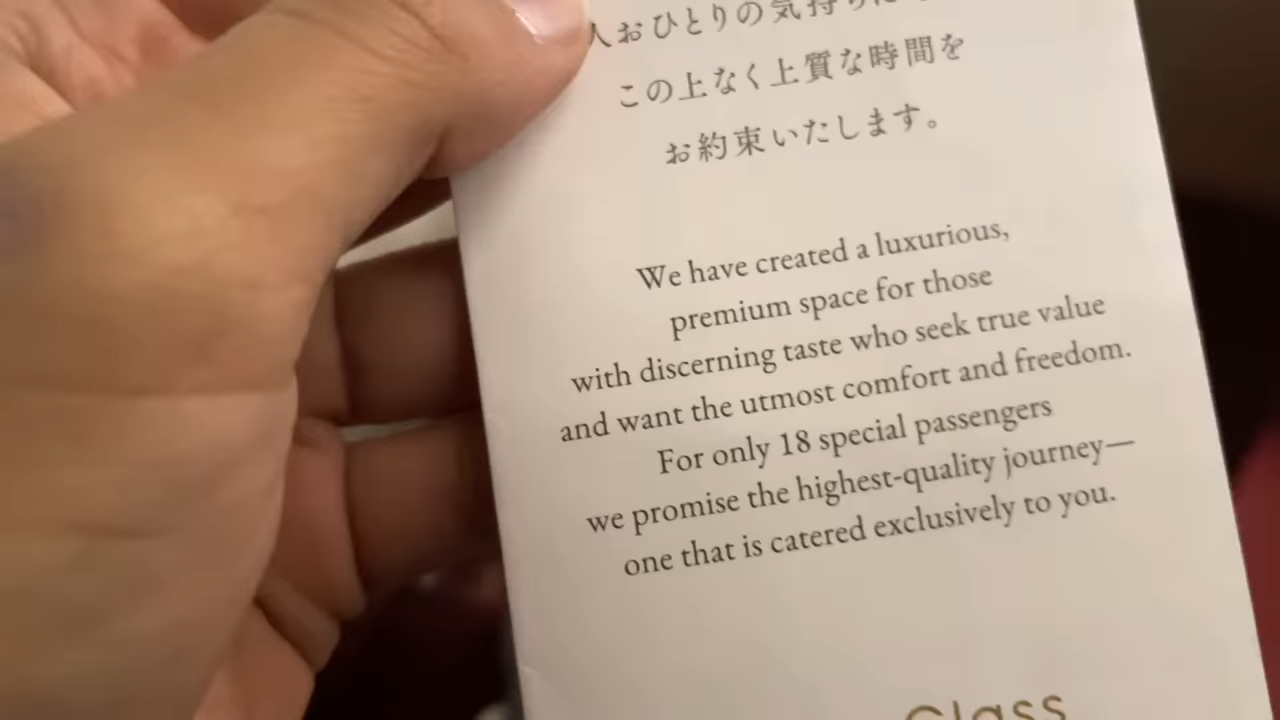 人おひとりの気持ち
この上なく上質な時間を
お約束いたします。
We have created a luxurious,
premium space for those
with discerning taste who seek true value
and want the utmost comfort and freedom.
For only 18 special passengers
we promise the highest-quality journey—
one that is catered exclusively to you.
Class